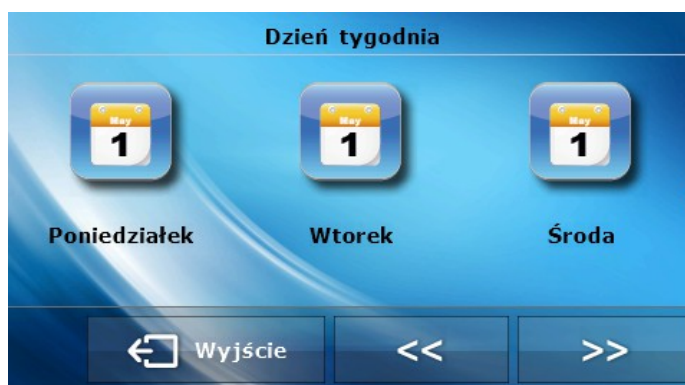 Dzień tygodnia
May May May
1 1 1
Poniedziałek Wtorek Środa
Wyjście << >>